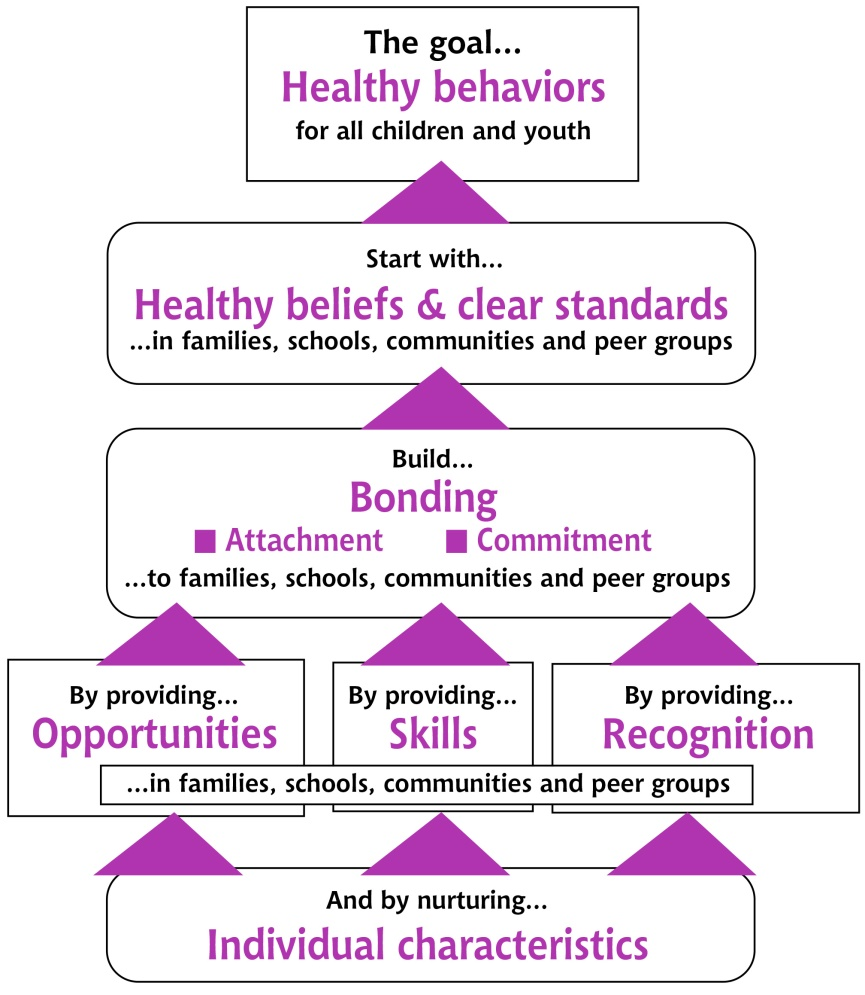 The goal...
Healthy behaviors
for all children and youth
Start with...
Healthy beliefs & clear standards
...in families, schools, communities and peer groups
Build...
Bonding
■ Attachment ■ Commitment
...to families, schools, communities and peer groups
By providing...
Opportunities
By providing...
Skills
By providing...
Recognition
...in families, schools, communities and peer groups
And by nurturing...
Individual characteristics